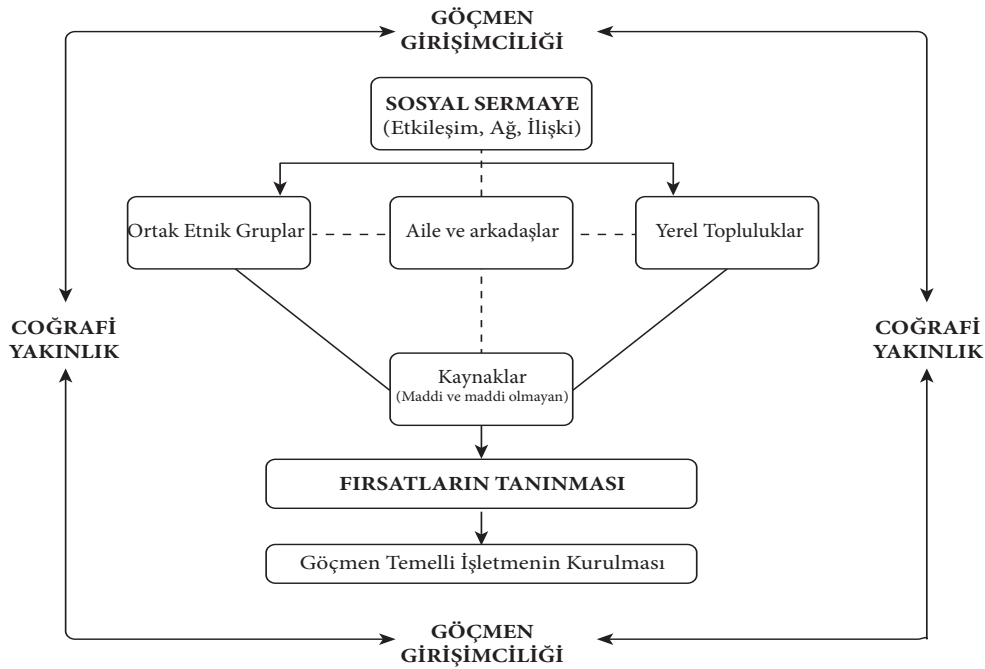 GÖÇMEN
GİRİŞİMCİLİĞİ
SOSYAL SERMAYE
(Etkileşim, Ağ, İlişki)
Ortak Etnik Gruplar
Aile ve arkadaşlar
Yerel Topluluklar
COĞRAFİ
YAKINLIK
COĞRAFİ
YAKINLIK
Kaynaklar
(Maddi ve maddi olmayan)
FIRSATLARIN TANINMASI
Göçmen Temelli İşletmenin Kurulması
GÖÇMEN
GİRİŞİMCİLİĞİ